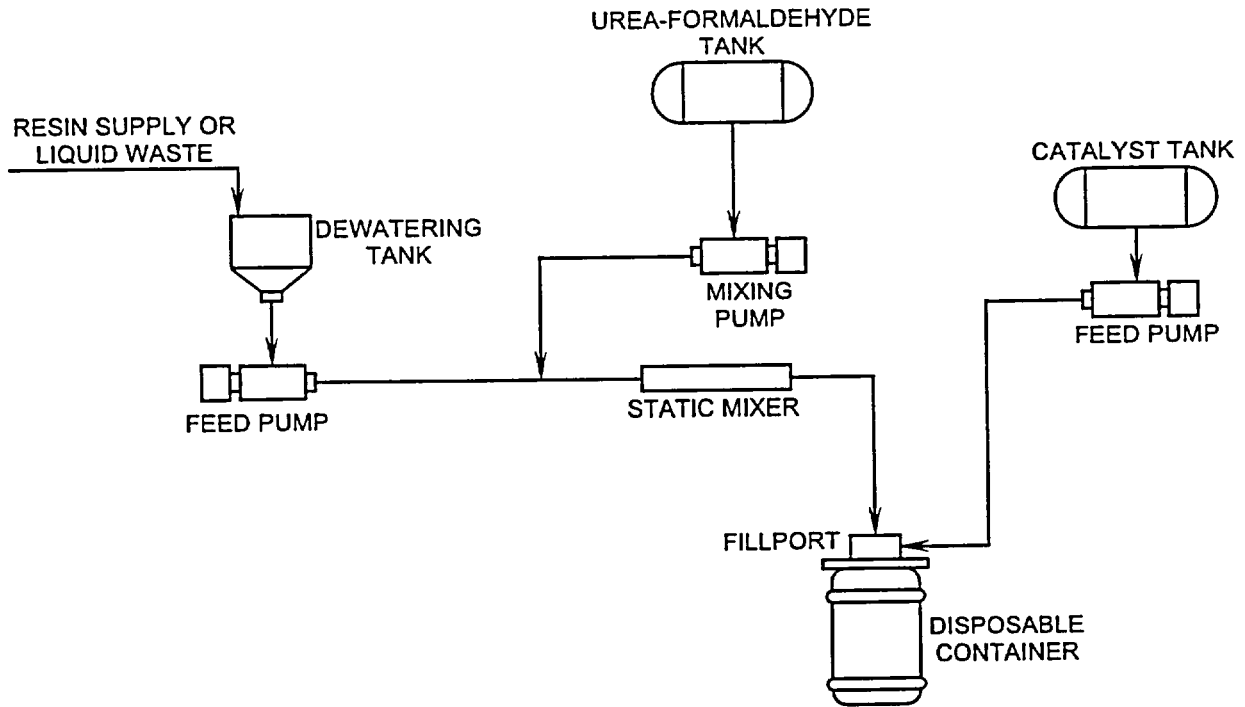 UREA-FORMALDEHYDE
TANK
RESIN SUPPLY OR
LIQUID WASTE
CATALYST TANK
DEWATERING
TANK
MIXING
PUMP
FEED PUMP
FEED PUMP
STATIC MIXER
FILLPORT
DISPOSABLE
CONTAINER